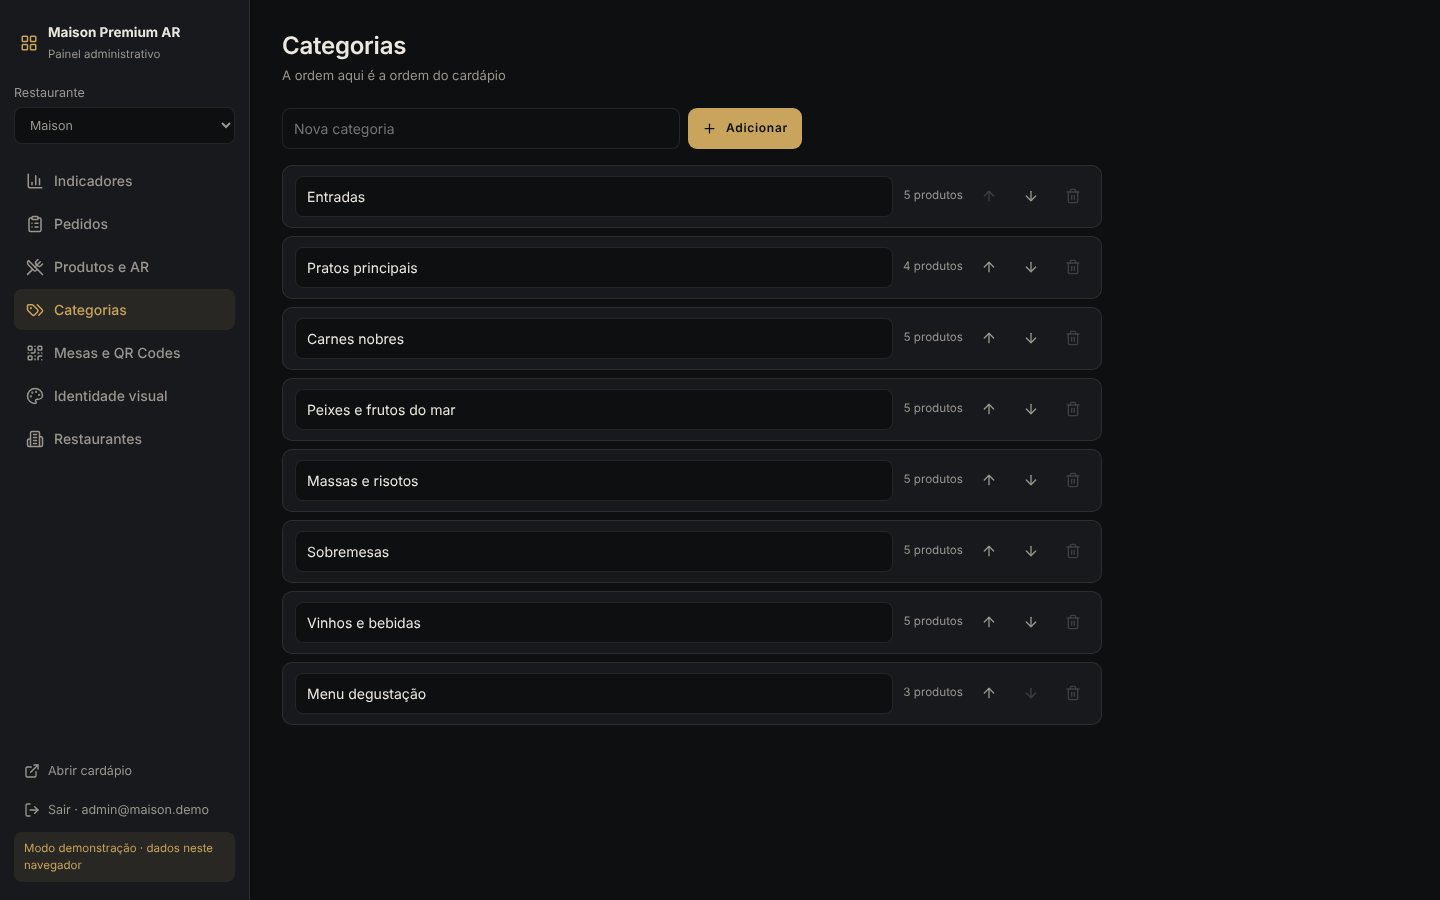 Maison Premium AR
Painel administrativo
Restaurante
Maison
Indicadores
Pedidos
Produtos e AR
Categorias
Mesas e QR Codes
Identidade visual
Restaurantes
Abrir cardápio
Sair · admin@maison.demo
Modo demonstração · dados neste
navegador
Categorias
A ordem aqui é a ordem do cardápio
Nova categoria
Adicionar
Entradas 5 produtos
Pratos principais 4 produtos
Carnes nobres 5 produtos
Peixes e frutos do mar 5 produtos
Massas e risotos 5 produtos
Sobremesas 5 produtos
Vinhos e bebidas 5 produtos
Menu degustação 3 produtos